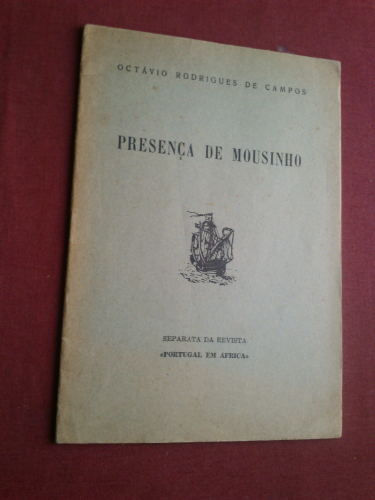 OCTÁVIO RODRIGUES DE CAMPOS
PRESENÇA DE MOUSINHO
SEPARATA DA REVISTA
«PORTUGAL EM AFRICA»